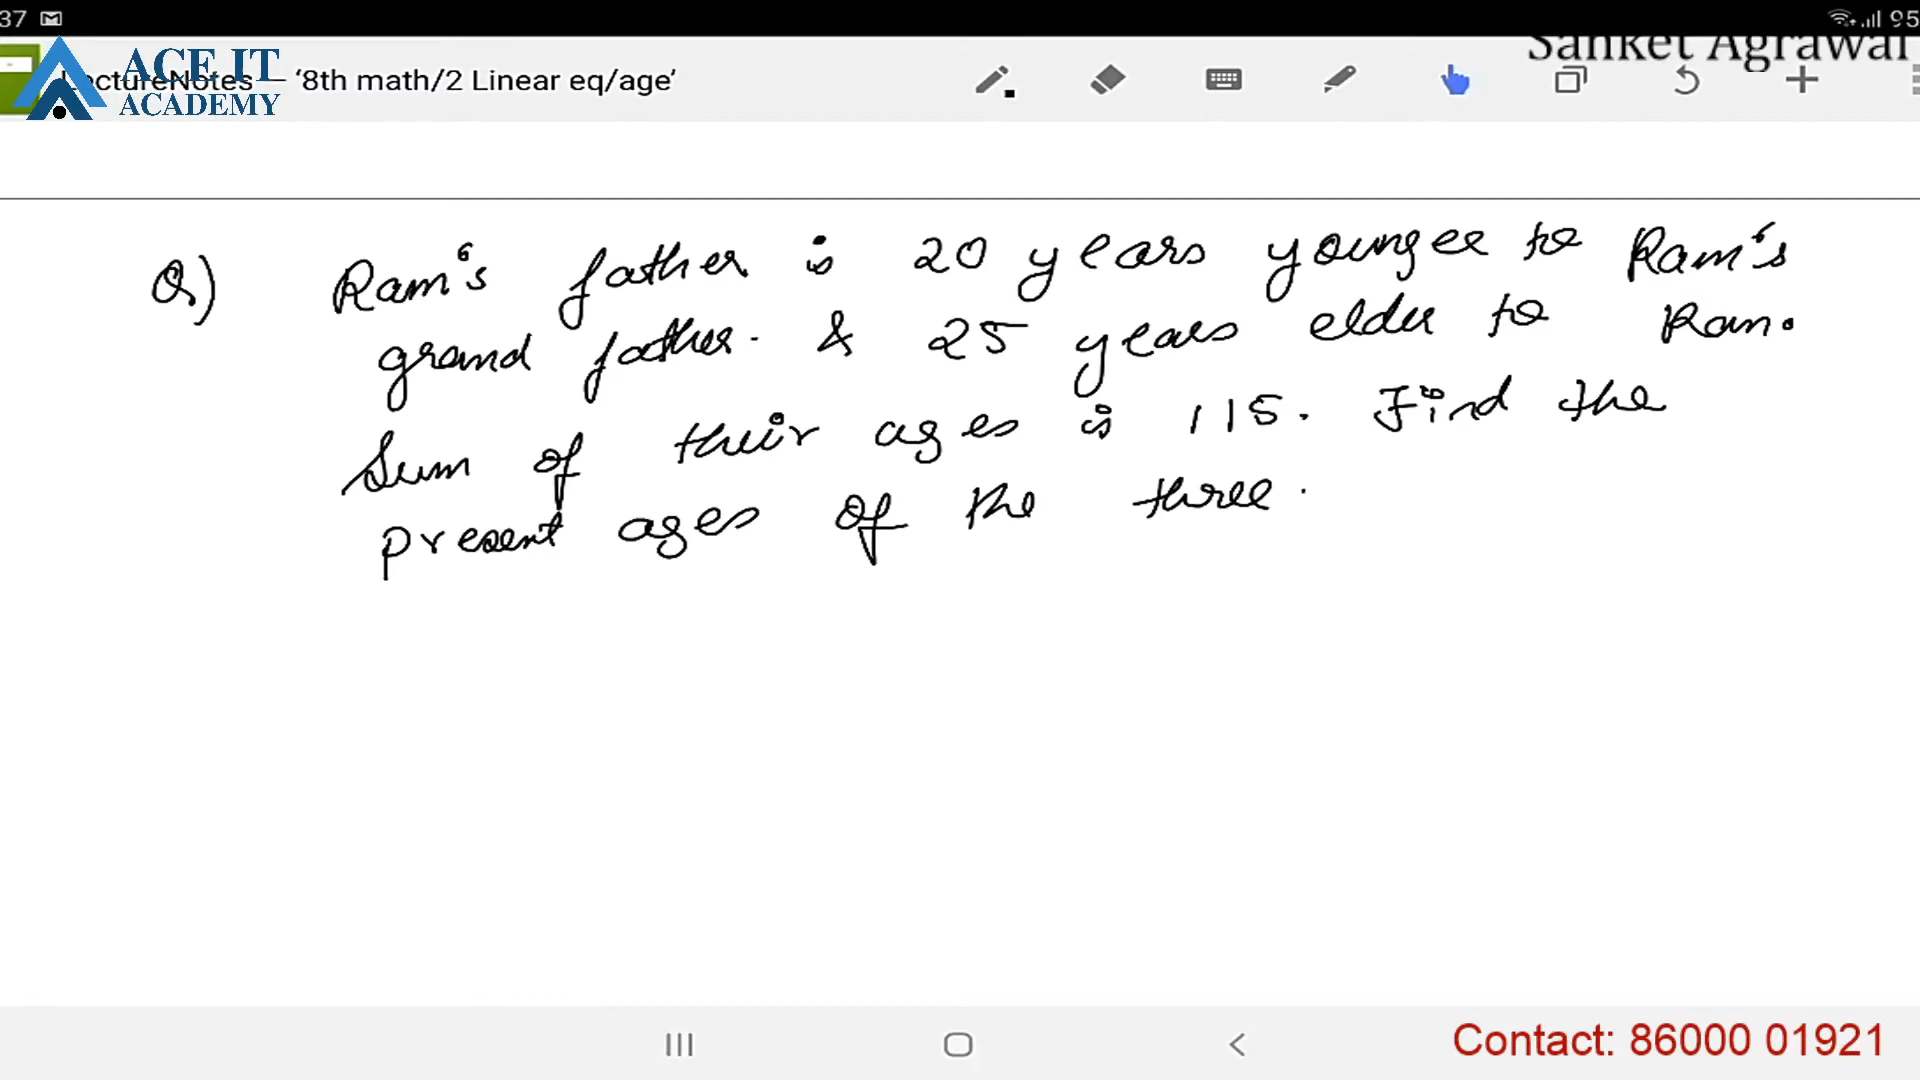 37
95
Sanket Agrawal
ACE IT
ACADEMY
LectureNotes – ‘8th math/2 Linear eq/age’
Q) Ram's father is 20 years younger to Ram's
grand father. & 25 years elder to Ram.
Sum of their ages is 115. Find the
present ages of the three.
Contact: 86000 01921